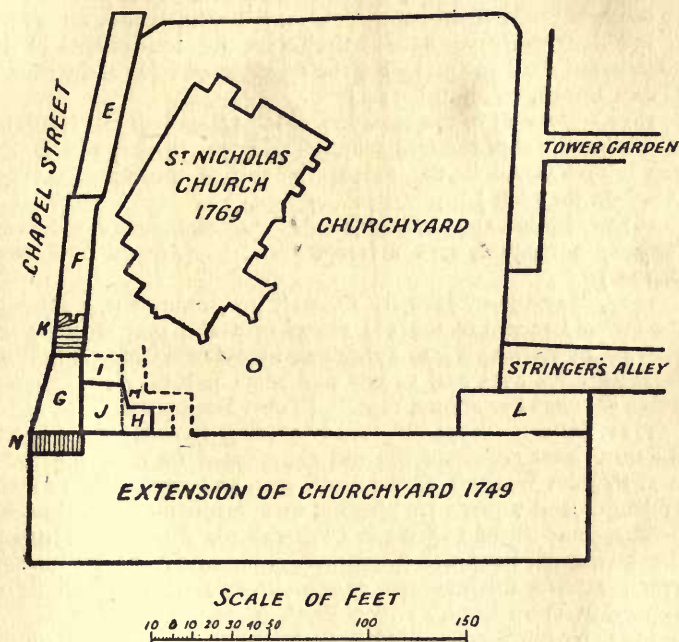 CHAPEL STREET
E
ST NICHOLAS
CHURCH
1769
TOWER GARDEN
CHURCHYARD
F
K
I
STRINGERS ALLEY
G
J
M
H
O
L
N
EXTENSION OF CHURCHYARD 1749
SCALE OF FEET
10 0 10 20 30 40 50 100 150